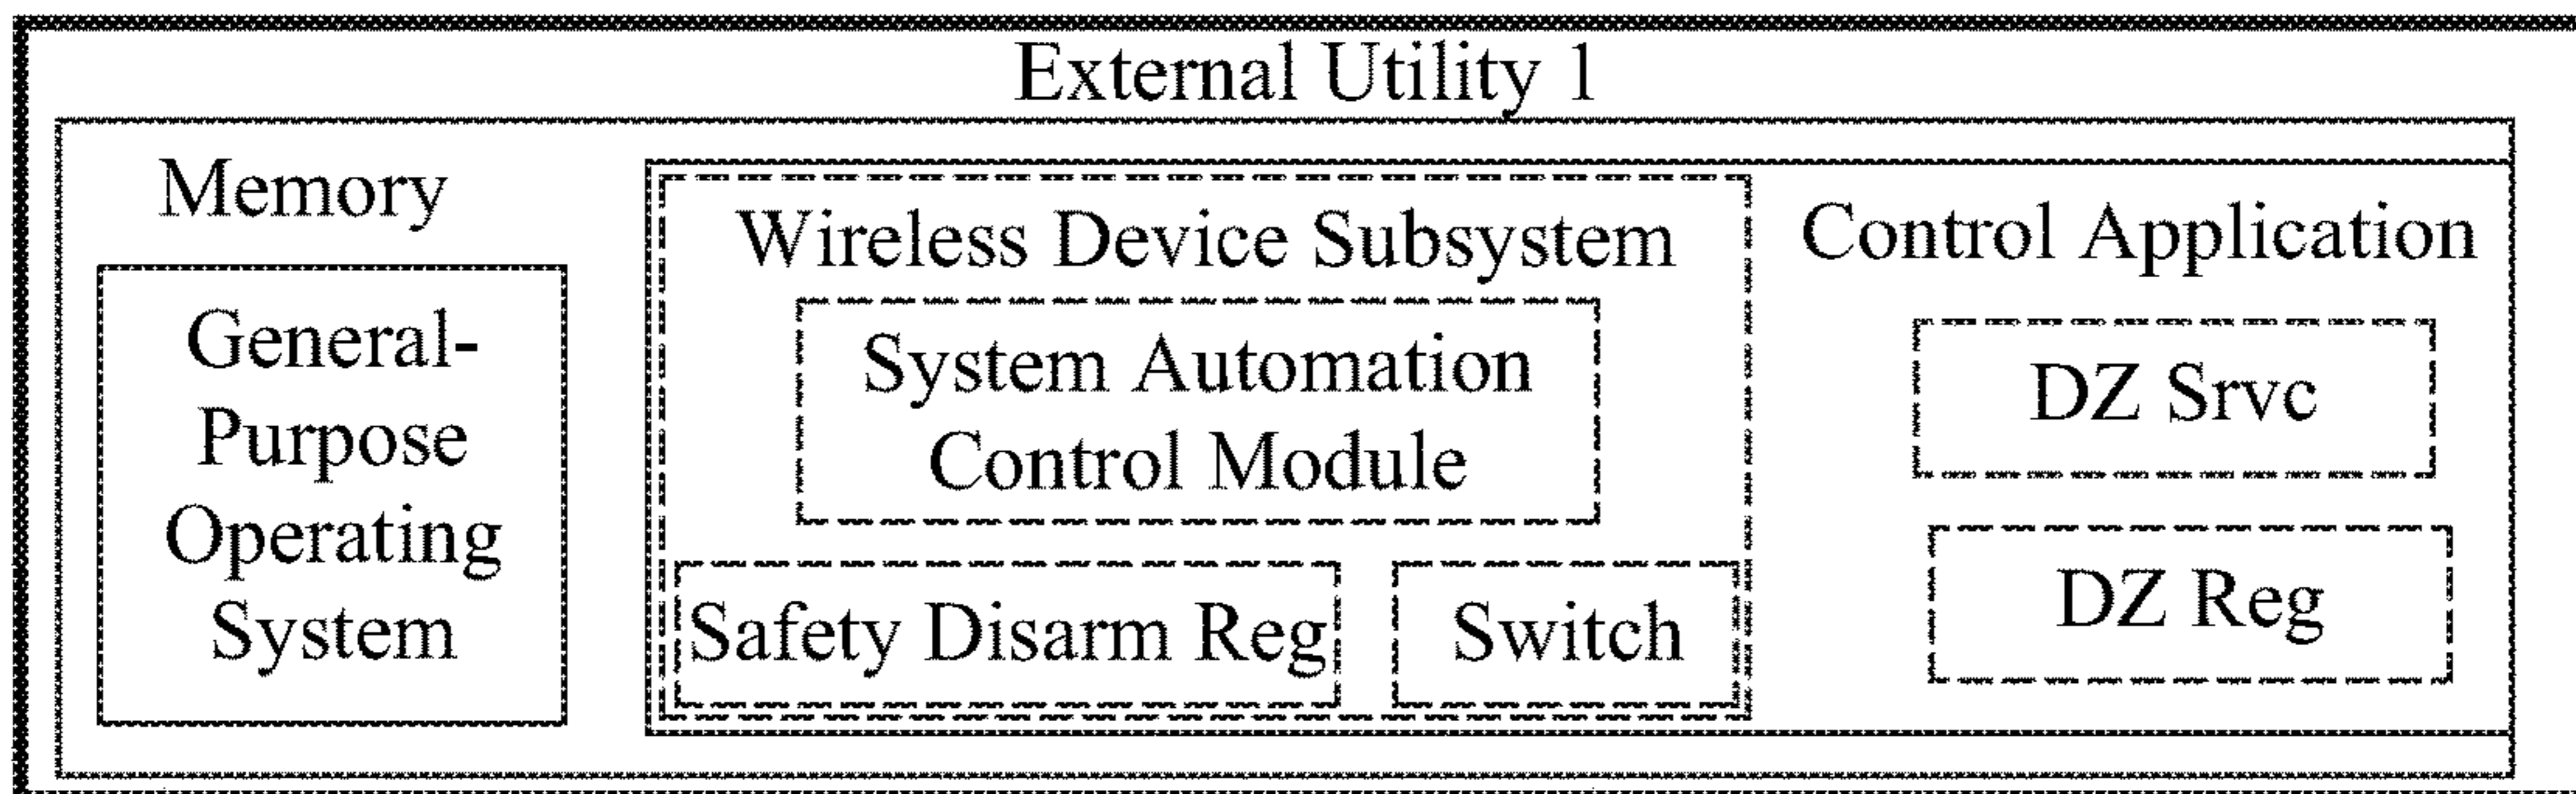 External Utility 1
Memory
General-
Purpose
Operating
System
Wireless Device Subsystem
System Automation
Control Module
Safety Disarm Reg
Switch
Control Application
DZ Srvc
DZ Reg